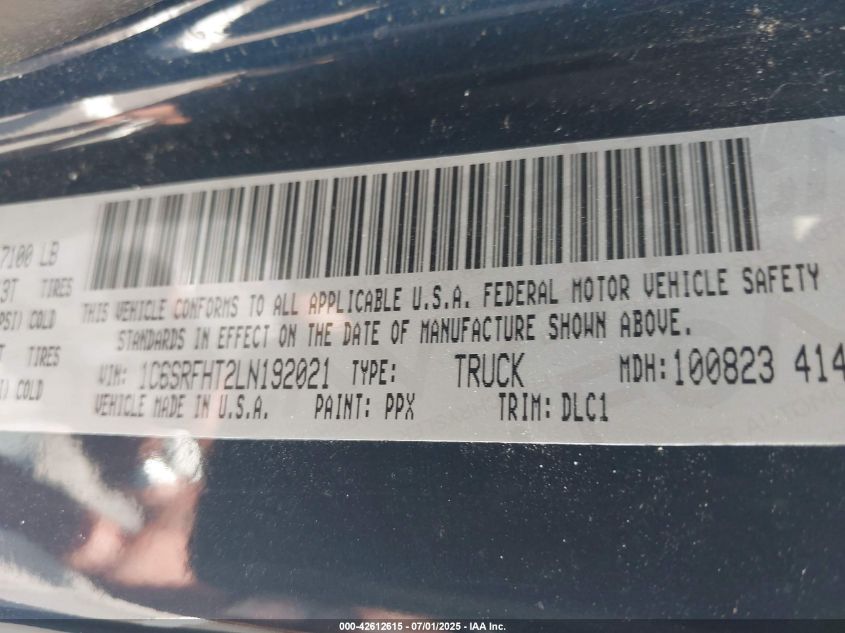 7100 LB
3T TIRES
PSI) COLD
T TIRES
I) COLD
THIS VEHICLE CONFORMS TO ALL APPLICABLE U.S.A. FEDERAL MOTOR VEHICLE SAFETY
STANDARDS IN EFFECT ON THE DATE OF MANUFACTURE SHOWN ABOVE.
VIN: 1C6SRFHT2LN192021 TYPE: TRUCK MDH: 100823 414
VEHICLE MADE IN U.S.A. PAINT: PPX TRIM: DLC1
000-42612615 - 07/01/2025 - IAA Inc.